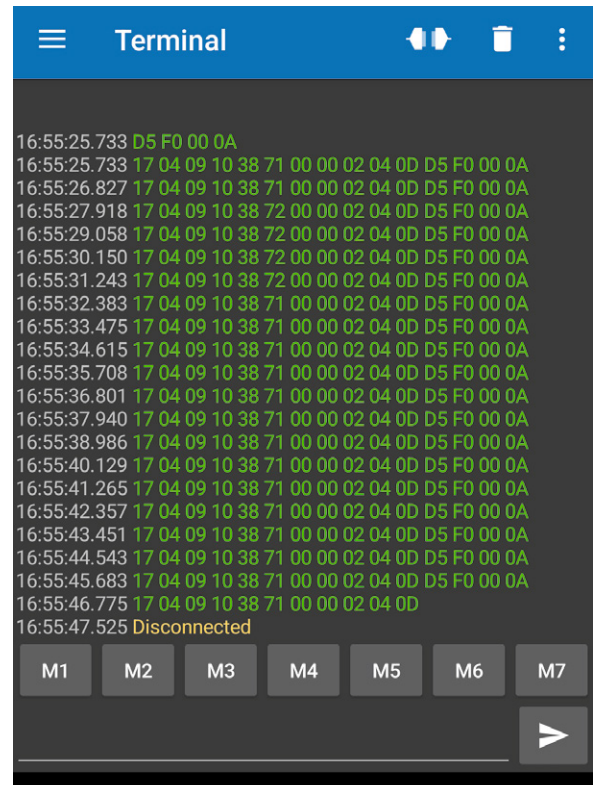 Terminal
16:55:25.733 D5 F0 00 0A
16:55:25.733 17 04 09 10 38 71 00 00 02 04 0D D5 F0 00 0A
16:55:26.827 17 04 09 10 38 71 00 00 02 04 0D D5 F0 00 0A
16:55:27.918 17 04 09 10 38 72 00 00 02 04 0D D5 F0 00 0A
16:55:29.058 17 04 09 10 38 72 00 00 02 04 0D D5 F0 00 0A
16:55:30.150 17 04 09 10 38 72 00 00 02 04 0D D5 F0 00 0A
16:55:31.243 17 04 09 10 38 72 00 00 02 04 0D D5 F0 00 0A
16:55:32.383 17 04 09 10 38 71 00 00 02 04 0D D5 F0 00 0A
16:55:33.475 17 04 09 10 38 71 00 00 02 04 0D D5 F0 00 0A
16:55:34.615 17 04 09 10 38 71 00 00 02 04 0D D5 F0 00 0A
16:55:35.708 17 04 09 10 38 71 00 00 02 04 0D D5 F0 00 0A
16:55:36.801 17 04 09 10 38 71 00 00 02 04 0D D5 F0 00 0A
16:55:37.940 17 04 09 10 38 71 00 00 02 04 0D D5 F0 00 0A
16:55:38.986 17 04 09 10 38 71 00 00 02 04 0D D5 F0 00 0A
16:55:40.129 17 04 09 10 38 71 00 00 02 04 0D D5 F0 00 0A
16:55:41.265 17 04 09 10 38 71 00 00 02 04 0D D5 F0 00 0A
16:55:42.357 17 04 09 10 38 71 00 00 02 04 0D D5 F0 00 0A
16:55:43.451 17 04 09 10 38 71 00 00 02 04 0D D5 F0 00 0A
16:55:44.543 17 04 09 10 38 71 00 00 02 04 0D D5 F0 00 0A
16:55:45.683 17 04 09 10 38 71 00 00 02 04 0D D5 F0 00 0A
16:55:46.775 17 04 09 10 38 71 00 00 02 04 0D
16:55:47.525 Disconnected
M1 M2 M3 M4 M5 M6 M7